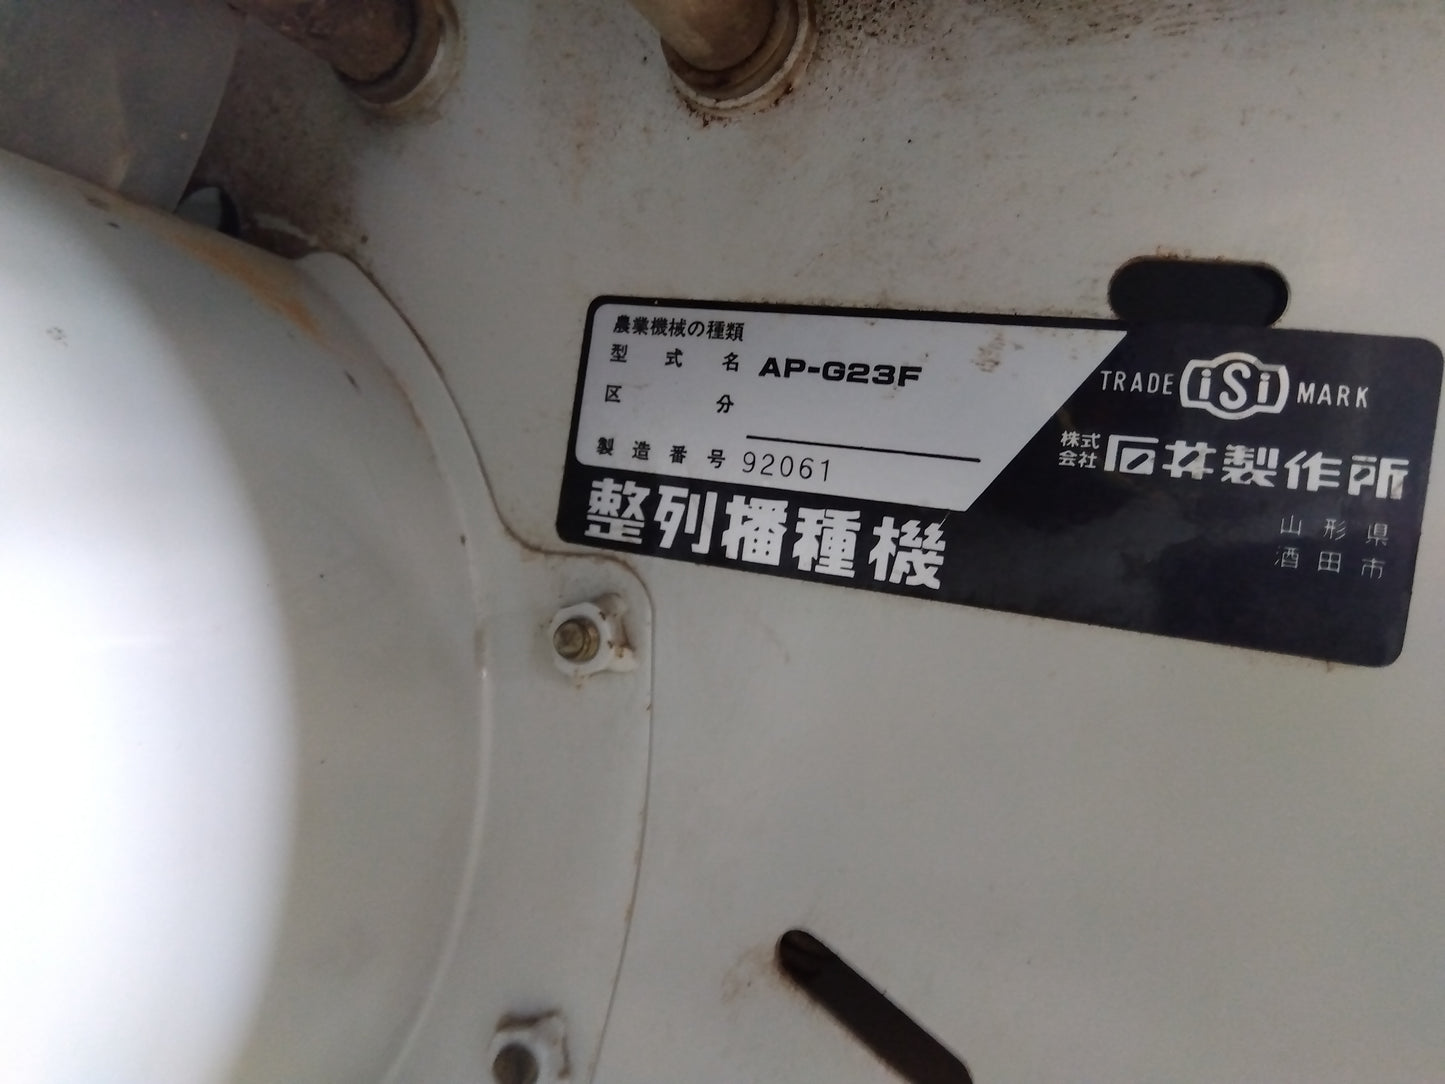 農業機械の種類
型式名 AP-G23F
区分
製造番号 92061
整列播種機
TRADE iSi MARK
株式会社 石井製作所
山形県
酒田市